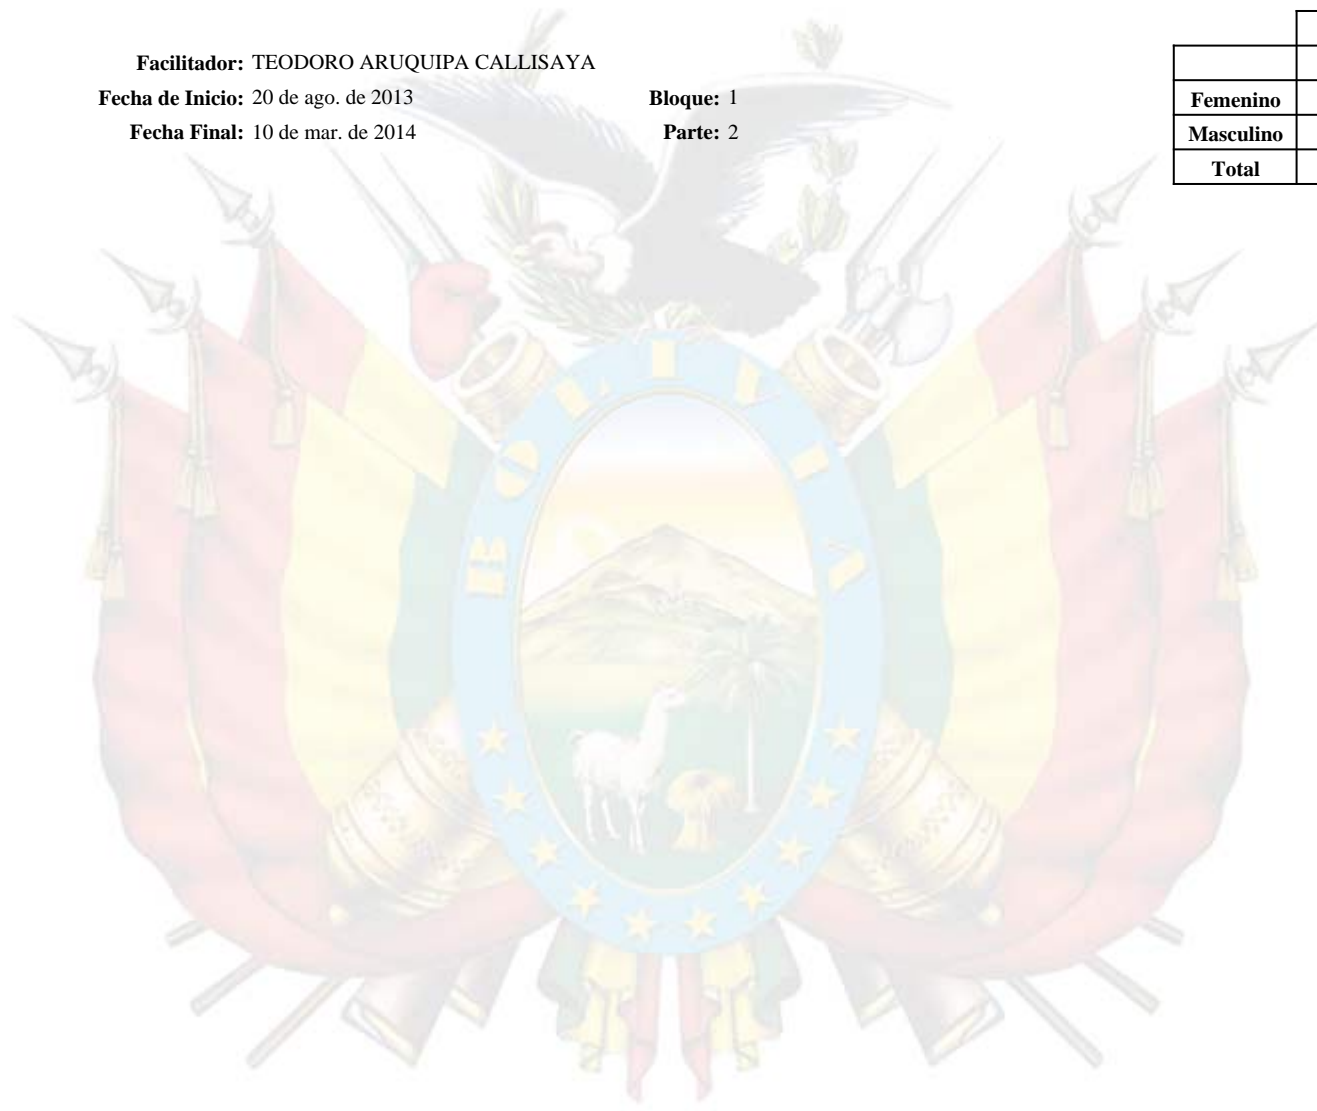 Facilitador: TEODORO ARUQUIPA CALLISAYA
Fecha de Inicio: 20 de ago. de 2013 Bloque: 1
Fecha Final: 10 de mar. de 2014 Parte: 2
Femenino
Masculino
Total
BOLIVIA